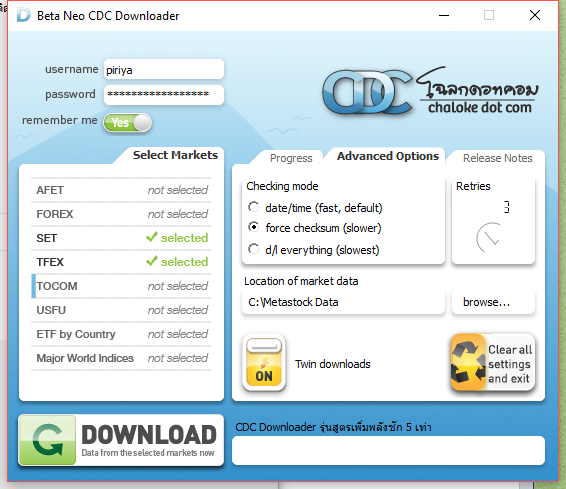 Beta Neo CDC Downloader
username piriya
password *****************
remember me Yes
CDC โฉลกดอทคอม
chaloke dot com
Select Markets
AFET not selected
FOREX not selected
SET selected
TFEX selected
TOCOM not selected
USFU not selected
ETF by Country not selected
Major World Indices not selected
Progress Advanced Options Release Notes
Checking mode
date/time (fast, default)
force checksum (slower)
d/l everything (slowest)
Retries
3
Location of market data
C:\Metastock Data browse...
ON Twin downloads
Clear all
settings
and exit
DOWNLOAD
Data from the selected markets now
CDC Downloader รุ่นสูตรเพิ่มพลังซัก 5 เท่า